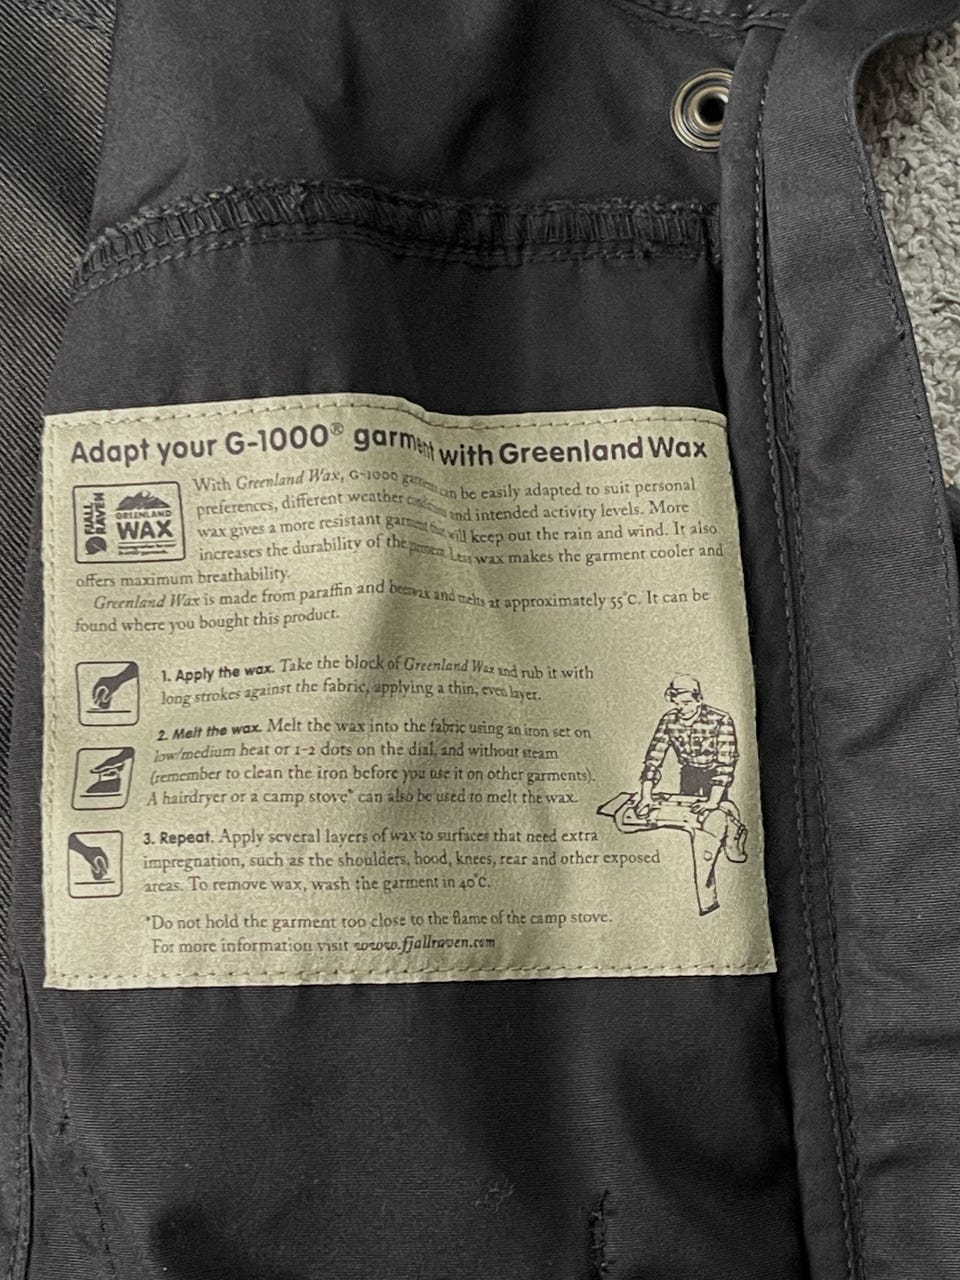 Adapt your G-1000® garment with Greenland Wax
FJALL RAVEN
GREENLAND
WAX
With Greenland Wax, G-1000 garment can be easily adapted to suit personal
preferences, different weather conditions and intended activity levels. More
wax gives a more resistant garment that will keep out the rain and wind. It also
increases the durability of the garment. Less wax makes the garment cooler and
offers maximum breathability.
Greenland Wax is made from paraffin and beeswax and melts at approximately 55°C. It can be
found where you bought this product.
1. Apply the wax. Take the block of Greenland Wax and rub it with
long strokes against the fabric, applying a thin, even layer.
2. Melt the wax. Melt the wax into the fabric using an iron set on
low/medium heat or 1-2 dots on the dial, and without steam
(remember to clean the iron before you use it on other garments).
A hairdryer or a camp stove* can also be used to melt the wax.
3. Repeat. Apply several layers of wax to surfaces that need extra
impregnation, such as the shoulders, hood, knees, rear and other exposed
areas. To remove wax, wash the garment in 40°C.
*Do not hold the garment too close to the flame of the camp stove.
For more information visit www.fjallraven.com